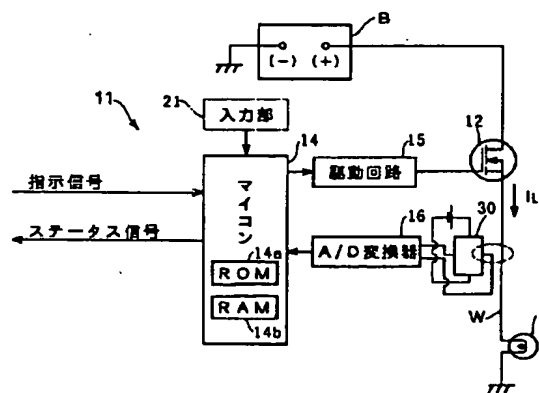 B
(-) (+)
11
21
入力部
12
14
15
指示信号
駆動回路
IL
マイコン
16
30
ステータス信号
A/D変換器
14a
ROM
RAM
14b
W